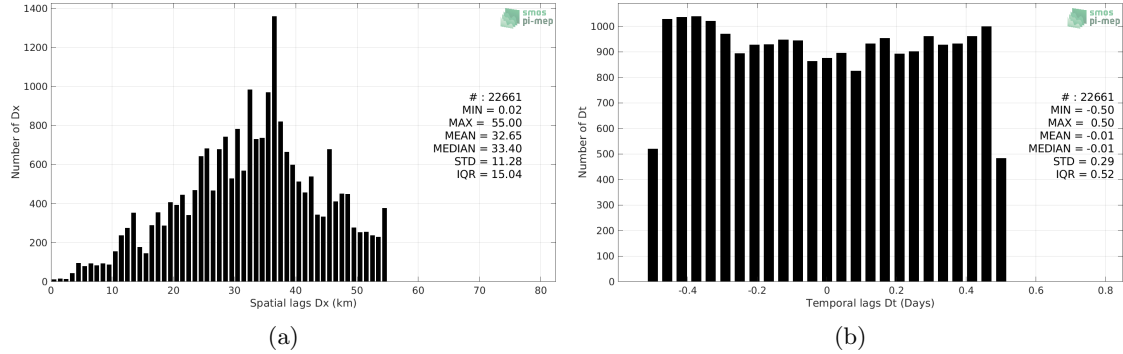 1400
1200
1000
800
600
400
200
0
Number of Dx
smos
pi-mep
# : 22661
MIN = 0.02
MAX = 55.00
MEAN = 32.65
MEDIAN = 33.40
STD = 11.28
IQR = 15.04
0 10 20 30 40 50 60 70 80
Spatial lags Dx (km)
(a)
1000
900
800
700
600
500
400
300
200
100
0
Number of Dt
smos
pi-mep
# : 22661
MIN = -0.50
MAX = 0.50
MEAN = -0.01
MEDIAN = -0.01
STD = 0.29
IQR = 0.52
-0.4 -0.2 0 0.2 0.4 0.6 0.8
Temporal lags Dt (Days)
(b)